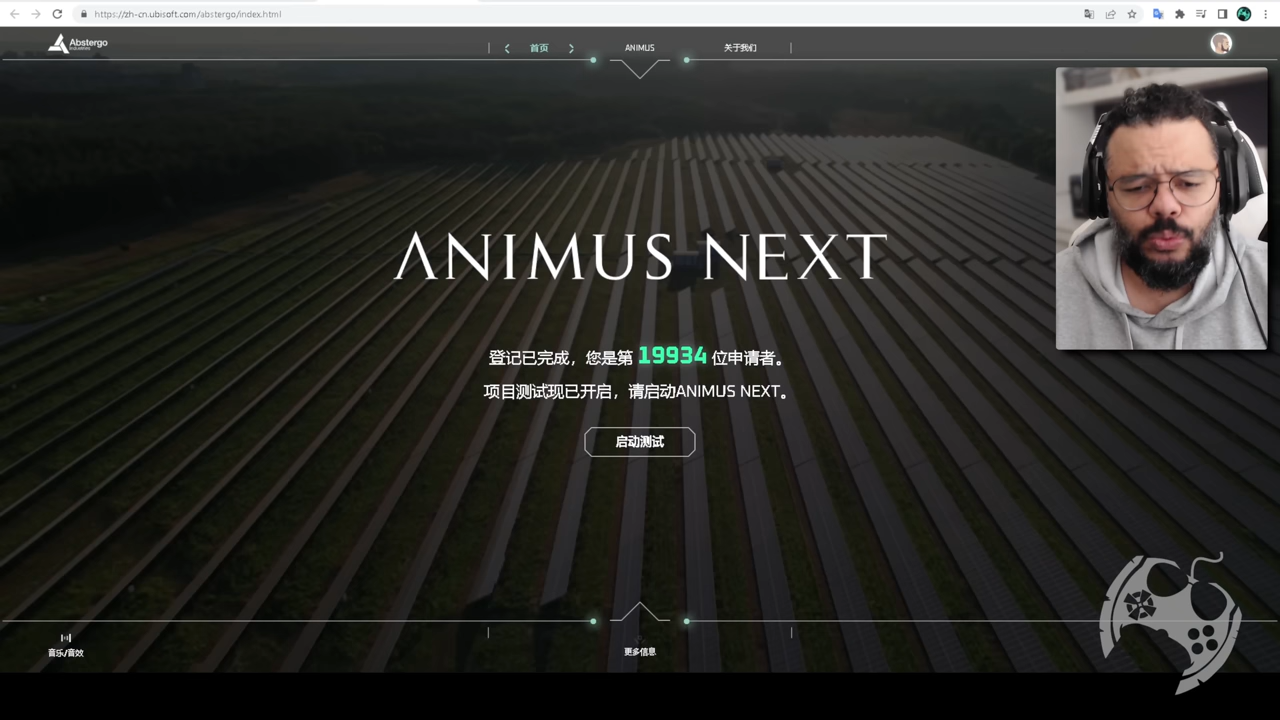 https://zh-cn.ubisoft.com/abstergo/index.html
Abstergo
Industries
首页
ANIMUS
关于我们
ANIMUS NEXT
登记已完成，您是第 19934 位申请者。
项目测试现已开启，请启动ANIMUS NEXT。
启动测试
音乐/音效
更多信息